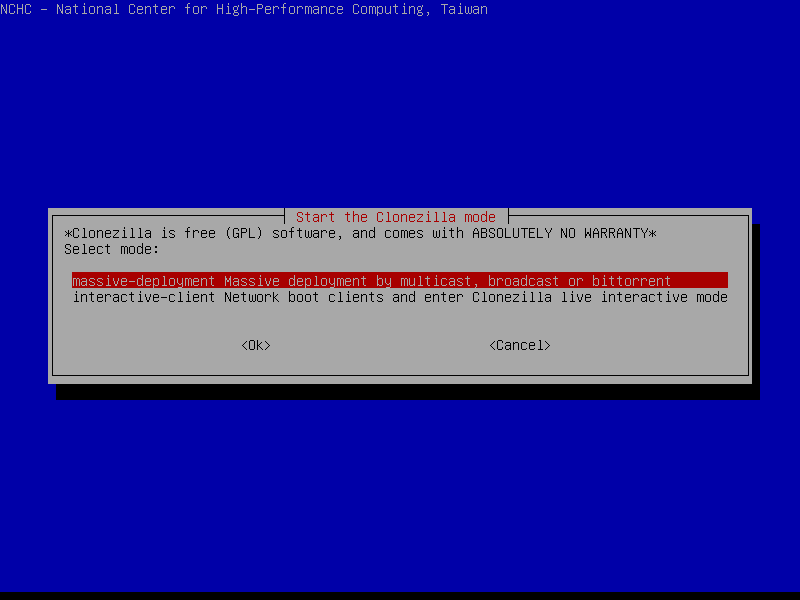 NCHC - National Center for High-Performance Computing, Taiwan
Start the Clonezilla mode
*Clonezilla is free (GPL) software, and comes with ABSOLUTELY NO WARRANTY*
Select mode:
massive-deployment Massive deployment by multicast, broadcast or bittorrent
interactive-client Network boot clients and enter Clonezilla live interactive mode
<Ok> <Cancel>